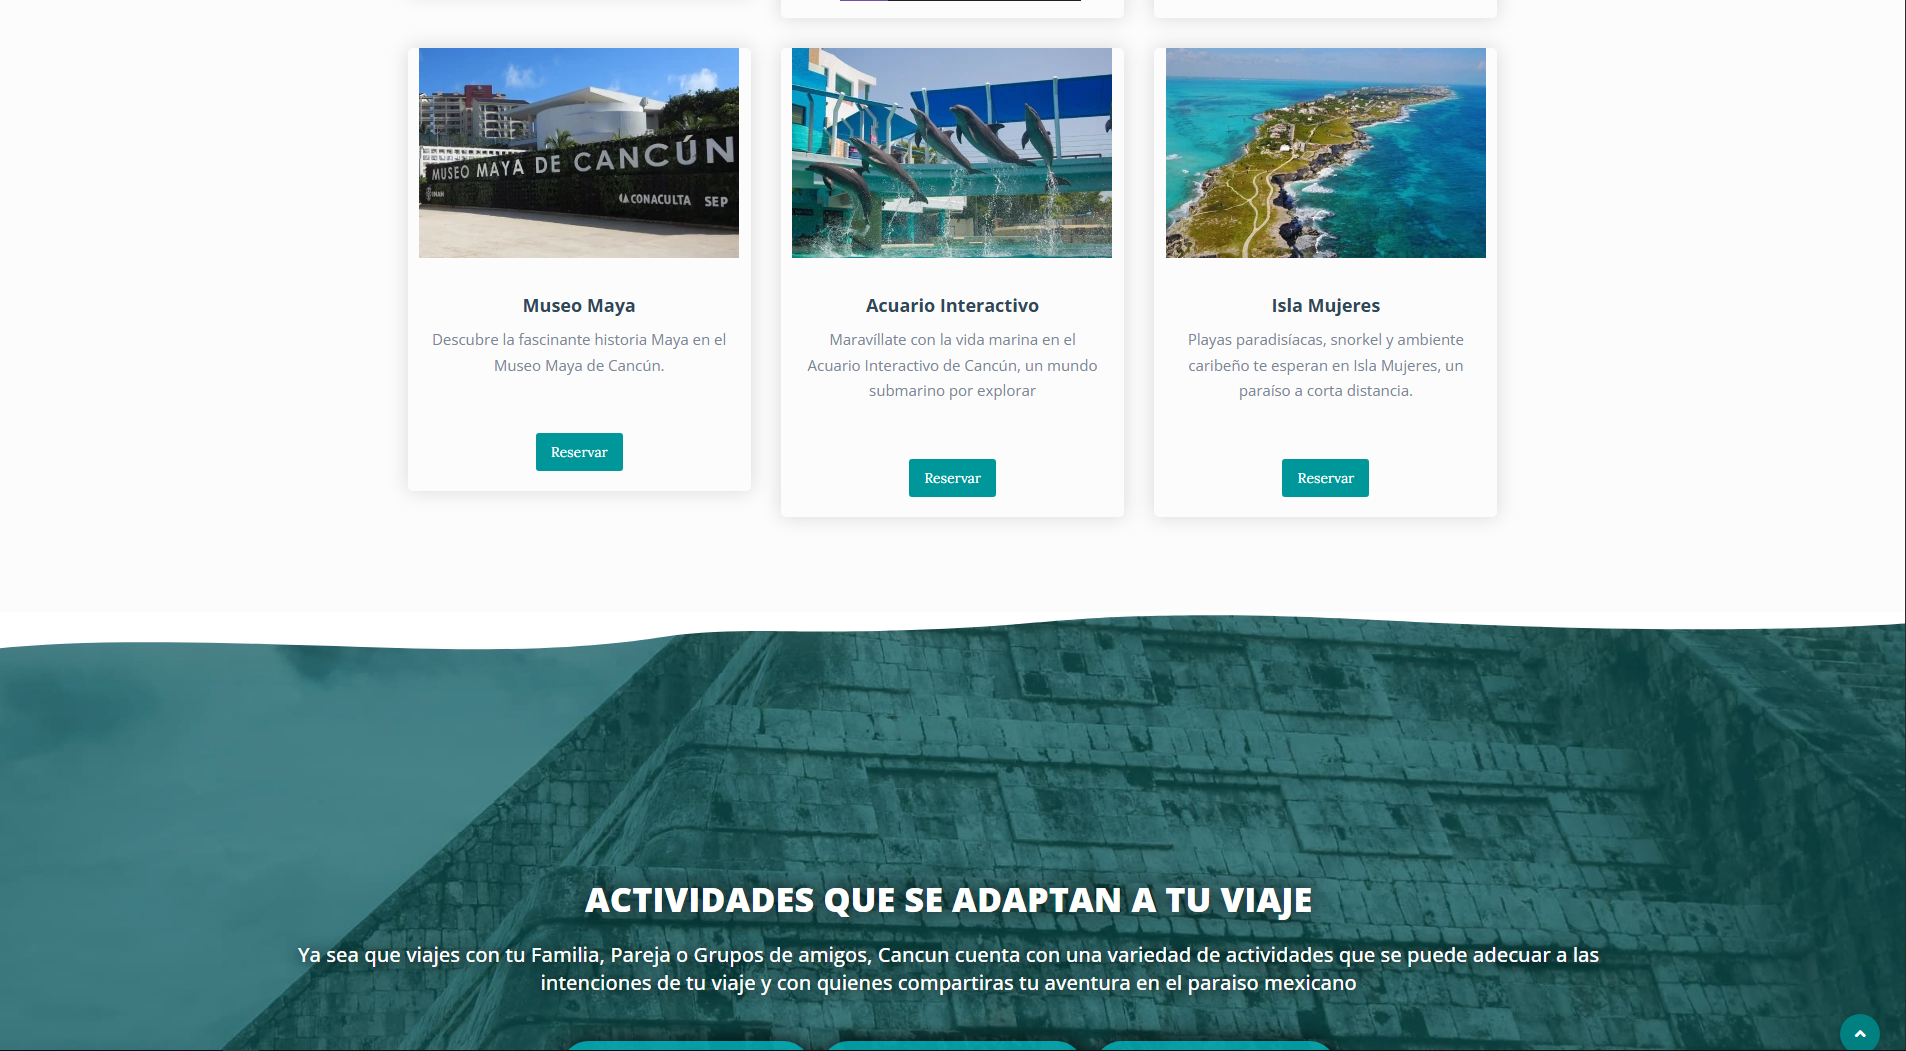 MUSEO MAYA DE CANCÚN
INAH
CONACULTA SEP
Museo Maya
Descubre la fascinante historia Maya en el
Museo Maya de Cancún.
Reservar
Acuario Interactivo
Maravíllate con la vida marina en el
Acuario Interactivo de Cancún, un mundo
submarino por explorar
Reservar
Isla Mujeres
Playas paradisíacas, snorkel y ambiente
caribeño te esperan en Isla Mujeres, un
paraíso a corta distancia.
Reservar
ACTIVIDADES QUE SE ADAPTAN A TU VIAJE
Ya sea que viajes con tu Familia, Pareja o Grupos de amigos, Cancun cuenta con una variedad de actividades que se puede adecuar a las
intenciones de tu viaje y con quienes compartiras tu aventura en el paraiso mexicano